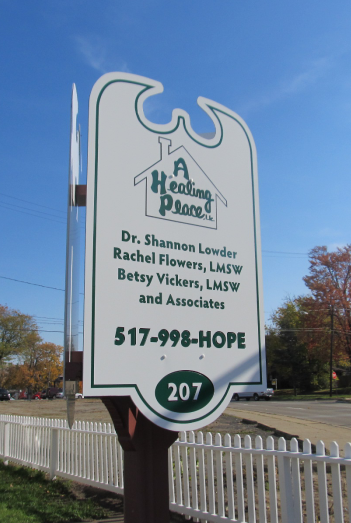 A
Healing
Place LLC
Dr. Shannon Lowder
Rachel Flowers, LMSW
Betsy Vickers, LMSW
and Associates
517-998-HOPE
207